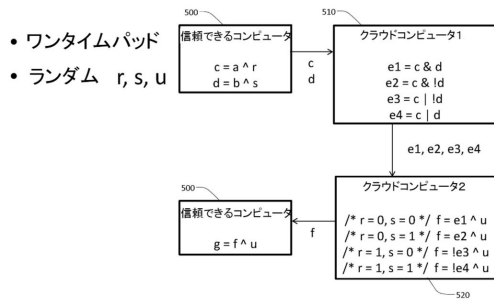 • ワンタイムパッド
• ランダム r, s, u
500
信頼できるコンピュータ
c = a ^ r
d = b ^ s
c
d
510
クラウドコンピュータ1
e1 = c & d
e2 = c & !d
e3 = c | !d
e4 = c | d
e1, e2, e3, e4
500
信頼できるコンピュータ
g = f ^ u
f
クラウドコンピュータ2
/* r = 0, s = 0 */ f = e1 ^ u
/* r = 0, s = 1 */ f = e2 ^ u
/* r = 1, s = 0 */ f = !e3 ^ u
/* r = 1, s = 1 */ f = !e4 ^ u
520